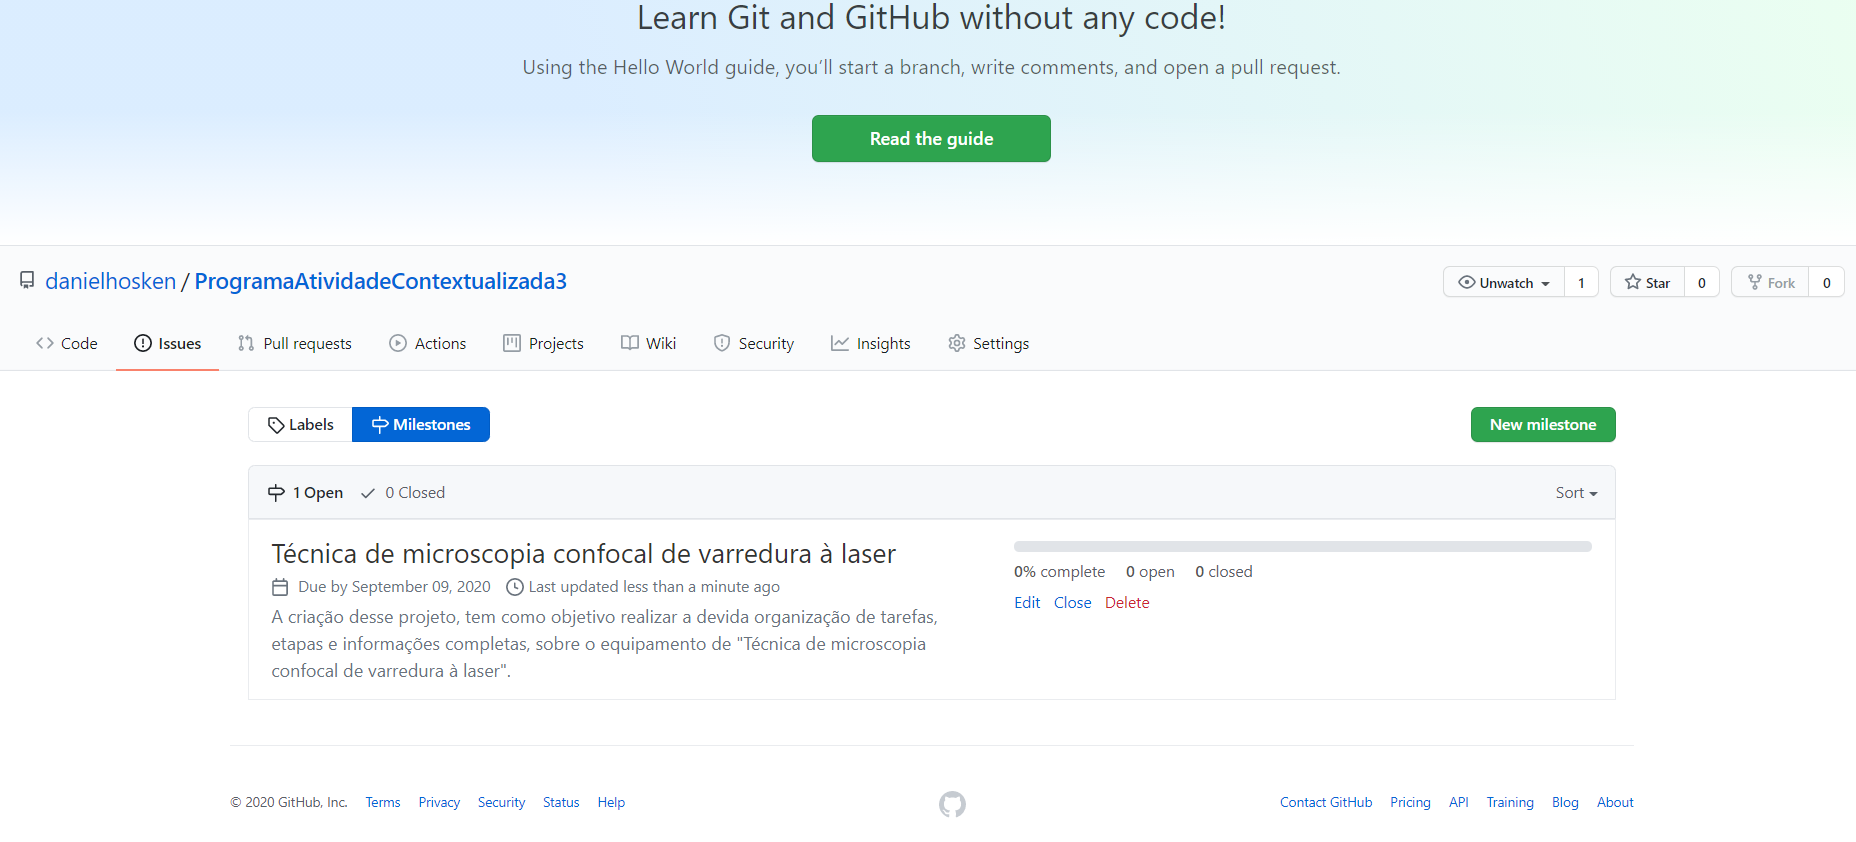 Learn Git and GitHub without any code!
Using the Hello World guide, you’ll start a branch, write comments, and open a pull request.
Read the guide
danielhosken / ProgramaAtividadeContextualizada3
Unwatch 1 Star 0 Fork 0
Code Issues Pull requests Actions Projects Wiki Security Insights Settings
Labels Milestones New milestone
1 Open 0 Closed Sort
Técnica de microscopia confocal de varredura à laser
Due by September 09, 2020 Last updated less than a minute ago
A criação desse projeto, tem como objetivo realizar a devida organização de tarefas,
etapas e informações completas, sobre o equipamento de "Técnica de microscopia
confocal de varredura à laser".
0% complete 0 open 0 closed
Edit Close Delete
© 2020 GitHub, Inc. Terms Privacy Security Status Help Contact GitHub Pricing API Training Blog About